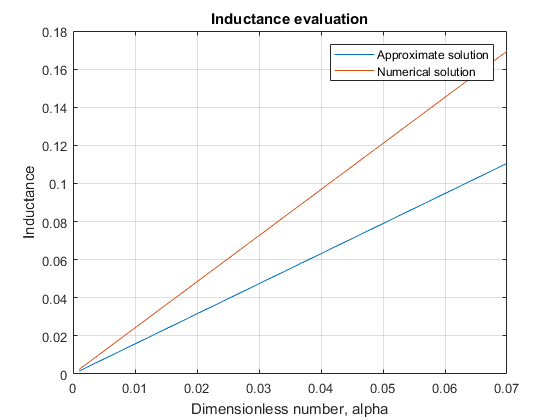 Inductance evaluation
Approximate solution
Numerical solution
Inductance
0.18
0.16
0.14
0.12
0.1
0.08
0.06
0.04
0.02
0
0 0.01 0.02 0.03 0.04 0.05 0.06 0.07
Dimensionless number, alpha